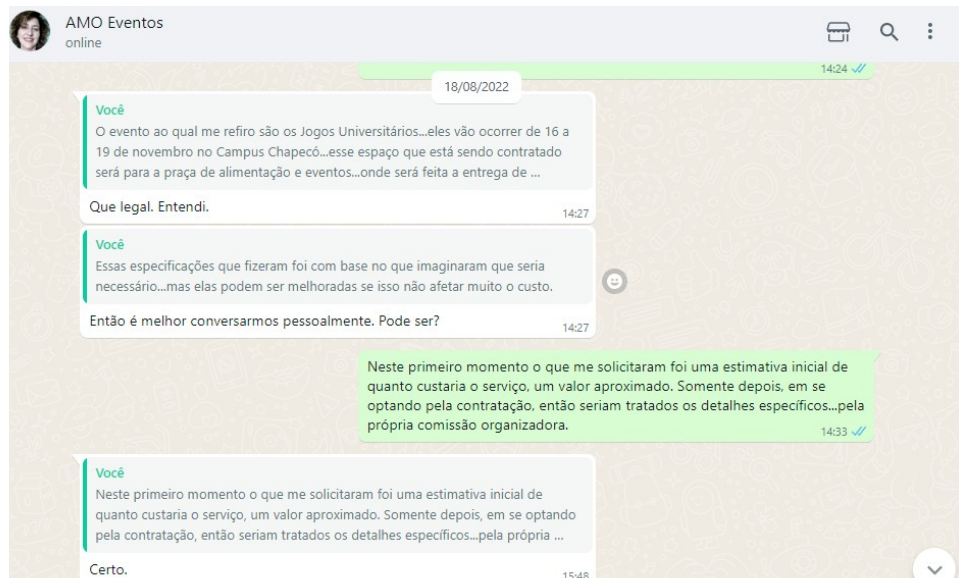 AMO Eventos
online
14:24
18/08/2022
Você
O evento ao qual me refiro são os Jogos Universitários...eles vão ocorrer de 16 a
19 de novembro no Campus Chapecó...esse espaço que está sendo contratado
será para a praça de alimentação e eventos...onde será feita a entrega de ...
Que legal. Entendi.
14:27
Você
Essas especificações que fizeram foi com base no que imaginaram que seria
necessário...mas elas podem ser melhoradas se isso não afetar muito o custo.
Então é melhor conversarmos pessoalmente. Pode ser?
14:27
Neste primeiro momento o que me solicitaram foi uma estimativa inicial de
quanto custaria o serviço, um valor aproximado. Somente depois, em se
optando pela contratação, então seriam tratados os detalhes específicos...pela
própria comissão organizadora.
14:33
Você
Neste primeiro momento o que me solicitaram foi uma estimativa inicial de
quanto custaria o serviço, um valor aproximado. Somente depois, em se optando
pela contratação, então seriam tratados os detalhes específicos...pela própria ...
Certo.
15:48